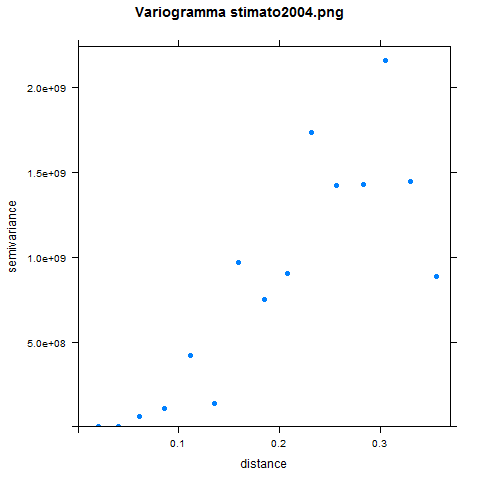 Variogramma stimato2004.png
2.0e+09
1.5e+09
1.0e+09
5.0e+08
semivariance
0.1 0.2 0.3
distance